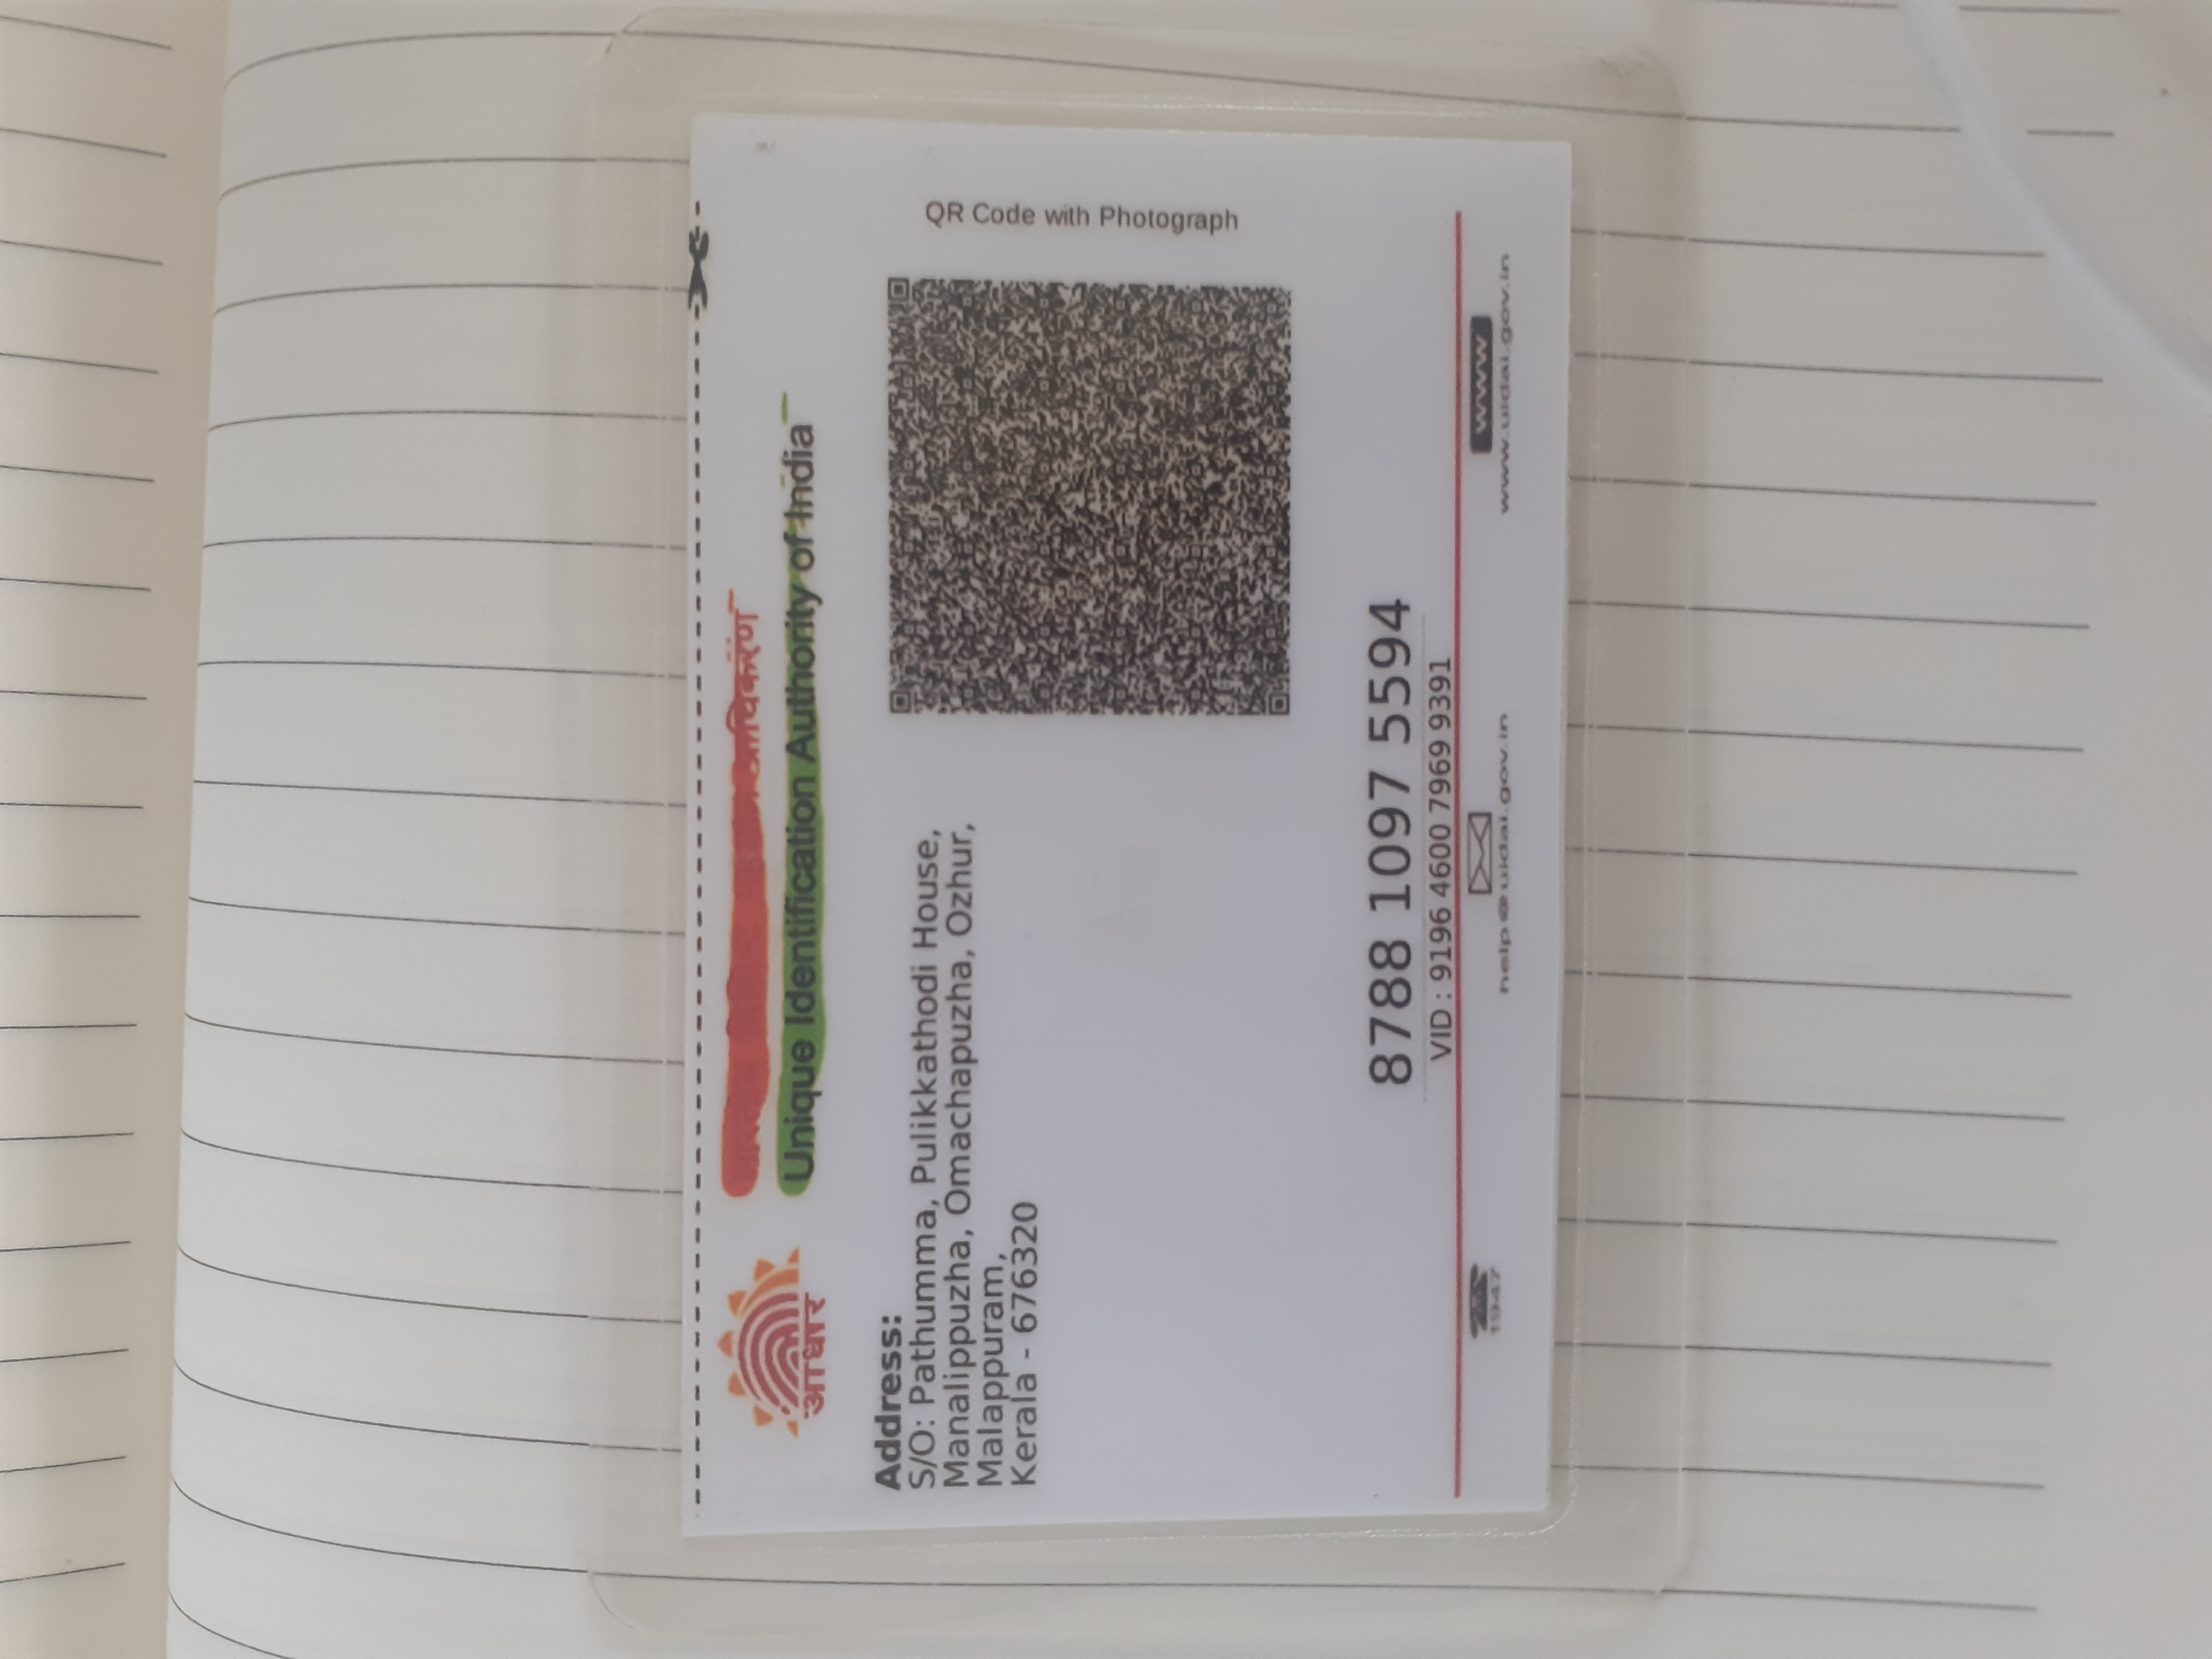 आधार
Unique Identification Authority of India
Address:
S/O: Pathumma, Pulikkathodi House,
Manalippuzha, Omachapuzha, Ozhur,
Malappuram,
Kerala - 676320
QR Code with Photograph
8788 1097 5594
VID : 9196 4600 7969 9391
1947
help@uidai.gov.in
www
www.uidai.gov.in